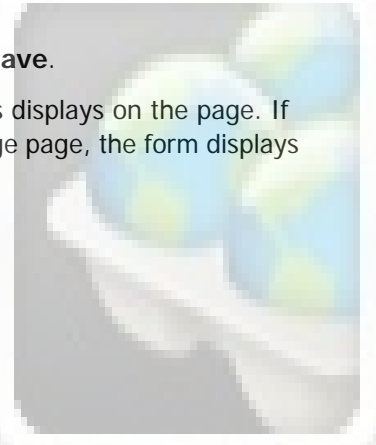 ave.
s displays on the page. If
ge page, the form displays